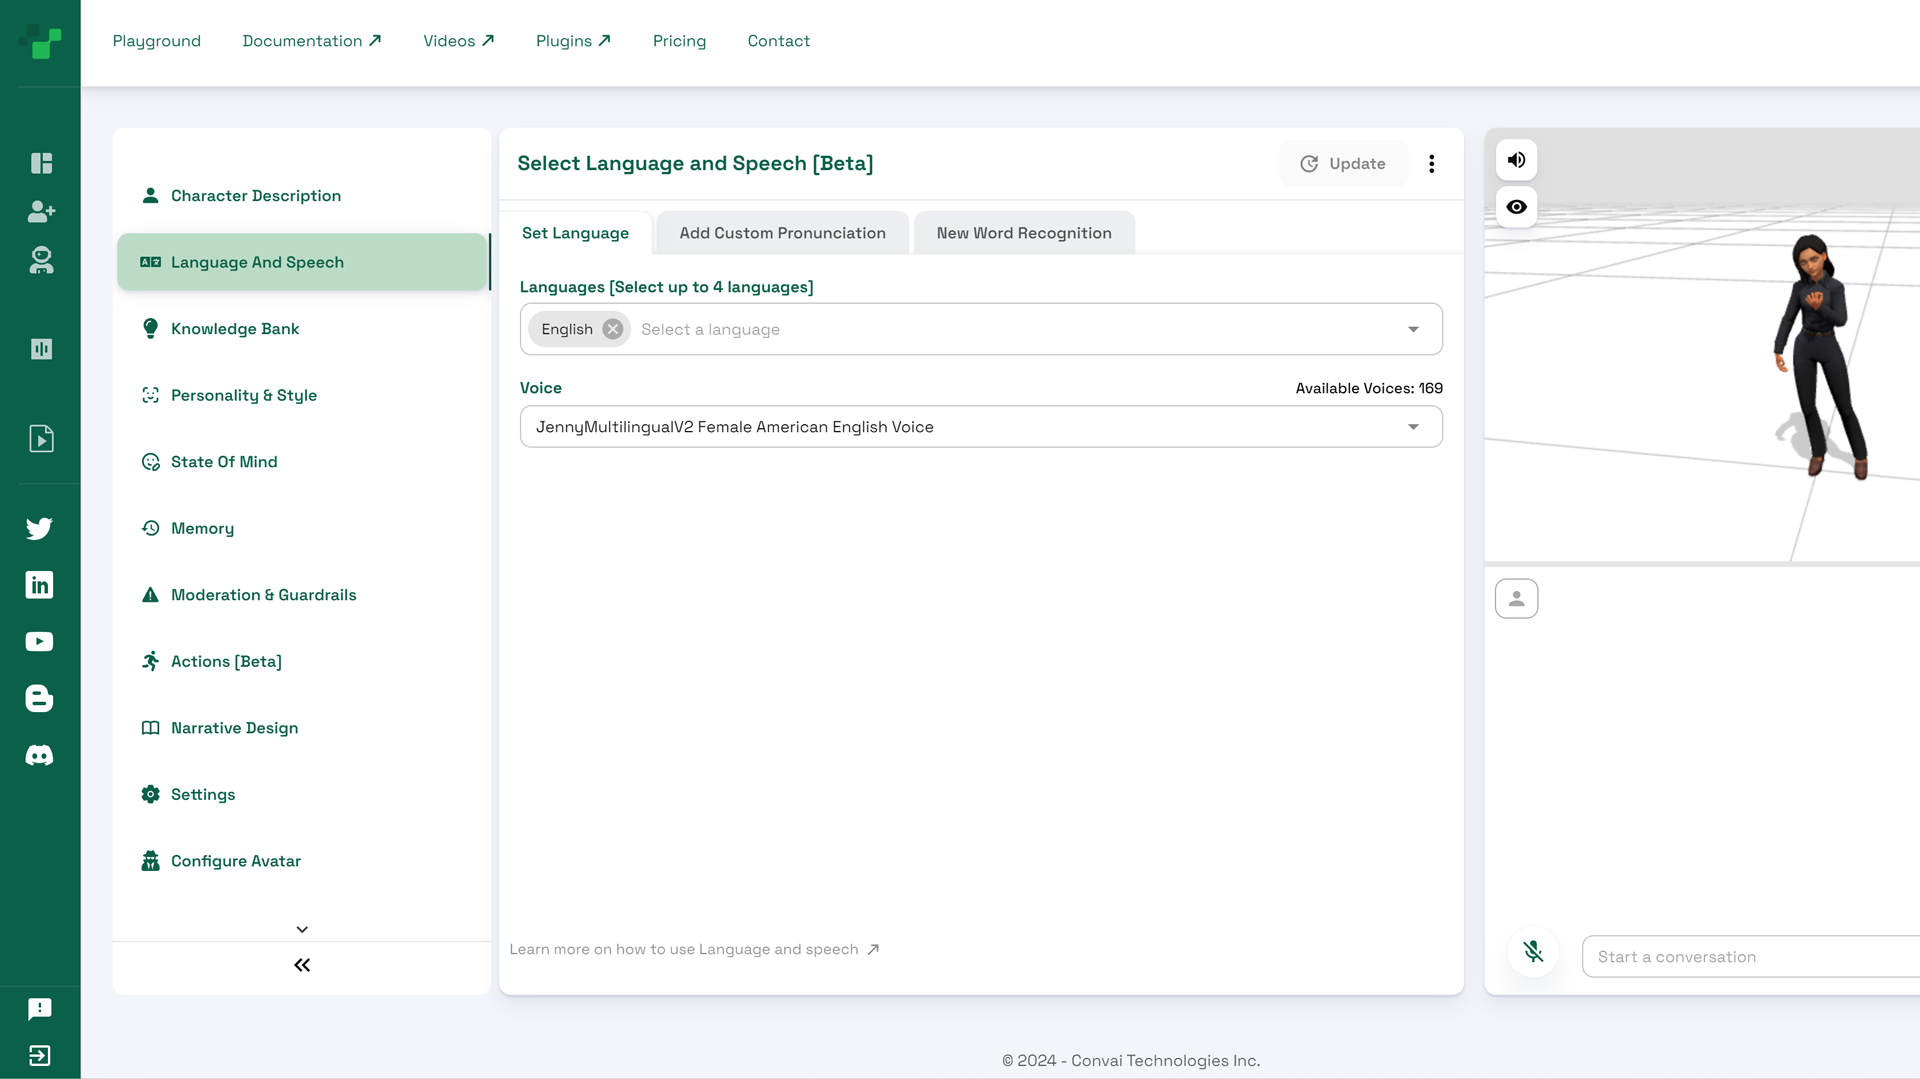 Playground
Documentation
Videos
Plugins
Pricing
Contact
Character Description
Language And Speech
Knowledge Bank
Personality & Style
State Of Mind
Memory
Moderation & Guardrails
Actions [Beta]
Narrative Design
Settings
Configure Avatar
Select Language and Speech [Beta]
Update
Set Language
Add Custom Pronunciation
New Word Recognition
Languages [Select up to 4 languages]
English
Select a language
Voice
Available Voices: 169
JennyMultilingualV2 Female American English Voice
Learn more on how to use Language and speech
Start a conversation
© 2024 - Convai Technologies Inc.